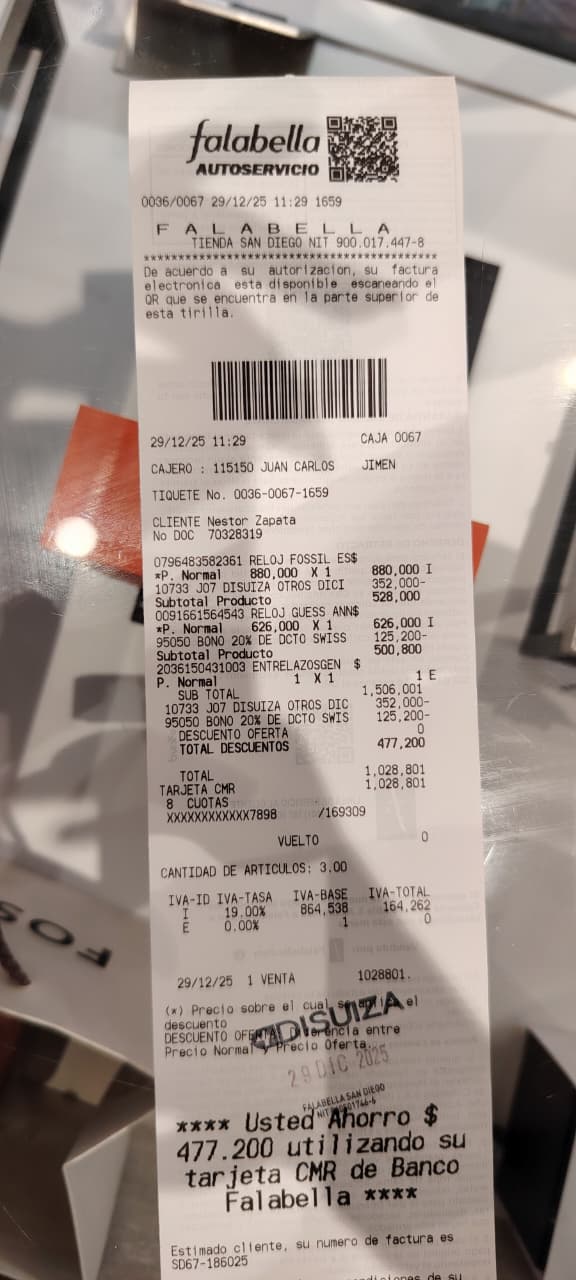 falabella
AUTOSERVICIO
0036/0067 29/12/25 11:29 1659
F A L A B E L L A
TIENDA SAN DIEGO NIT 900.017.447-8
****************************************
De acuerdo a su autorizacion, su factura
electronica esta disponible escaneando el
QR que se encuentra en la parte superior de
esta tirilla.
29/12/25 11:29 CAJA 0067
CAJERO : 115150 JUAN CARLOS JIMEN
TIQUETE No. 0036-0067-1659
CLIENTE Nestor Zapata
No DOC 70328319
0796483582361 RELOJ FOSSIL ES$
*P. Normal 880,000 X 1 880,000 I
10733 J07 DISUIZA OTROS DICI 352,000-
Subtotal Producto 528,000
0091661564543 RELOJ GUESS ANN$
*P. Normal 626,000 X 1 626,000 I
95050 BONO 20% DE DCTO SWISS 125,200-
Subtotal Producto 500,800
2036150431003 ENTRELAZOSGEN $
P. Normal 1 X 1 1 E
SUB TOTAL 1,506,001
10733 J07 DISUIZA OTROS DIC 352,000-
95050 BONO 20% DE DCTO SWIS 125,200-
DESCUENTO OFERTA 0
TOTAL DESCUENTOS 477,200
TOTAL 1,028,801
TARJETA CMR 1,028,801
8 CUOTAS
XXXXXXXXXXXX7898 /169309
VUELTO 0
CANTIDAD DE ARTICULOS: 3.00
IVA-ID IVA-TASA IVA-BASE IVA-TOTAL
I 19.00% 864,538 164,262
E 0.00% 1 0
29/12/25 1 VENTA 1028801.
(*) Precio sobre el cual se aplica el
descuento
DESCUENTO OFERTA: Diferencia entre
Precio Normal y Precio Oferta.
DISUIZA
29 DIC 2025
FALABELLA SAN DIEGO
**** Usted Ahorro $
477.200 utilizando su
tarjeta CMR de Banco
Falabella ****
Estimado cliente, su numero de factura es
SD67-186025
FOS